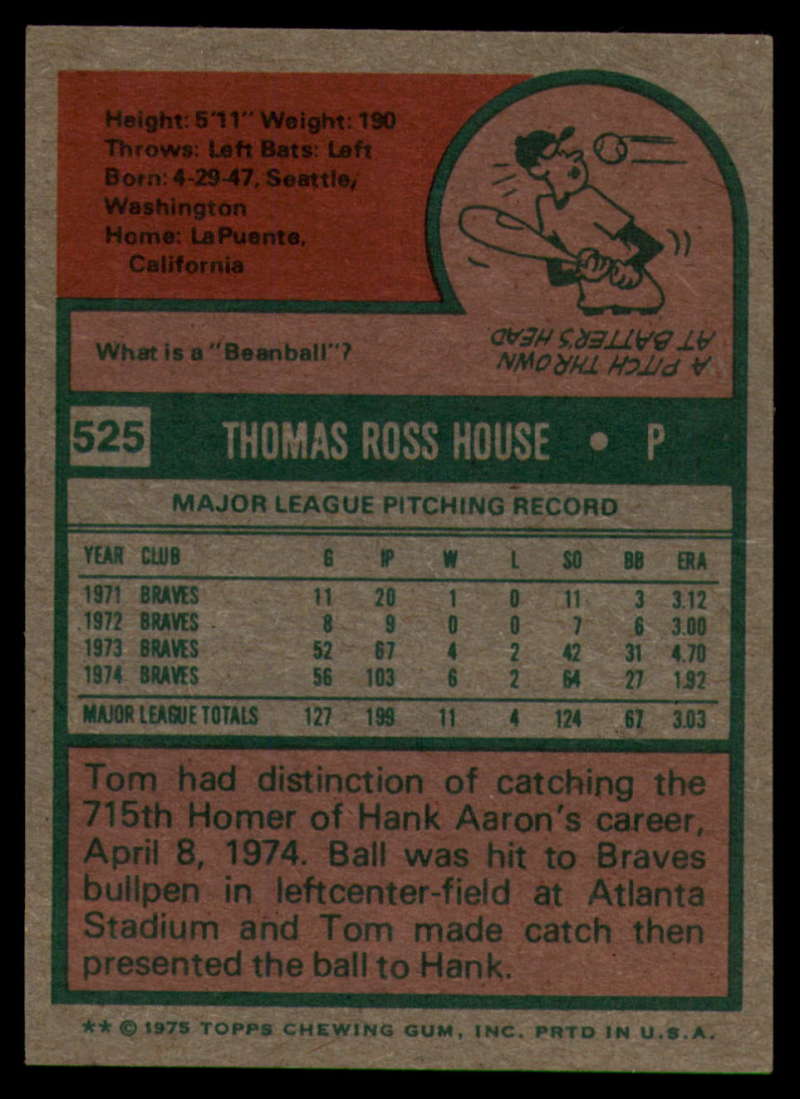 Height: 5'11" Weight: 190
Throws: Left Bats: Left
Born: 4-29-47, Seattle,
Washington
Home: LaPuente,
California
What is a "Beanball"?
A PITCH THROWN
AT BATTER'S HEAD.
525 THOMAS ROSS HOUSE • P
MAJOR LEAGUE PITCHING RECORD
YEAR CLUB G IP W L SO BB ERA
1971 BRAVES 11 20 1 0 11 3 3.12
1972 BRAVES 8 9 0 0 7 6 3.00
1973 BRAVES 52 67 4 2 42 31 4.70
1974 BRAVES 56 103 6 2 64 27 1.92
MAJOR LEAGUE TOTALS 127 199 11 4 124 67 3.03
Tom had distinction of catching the
715th Homer of Hank Aaron's career,
April 8, 1974. Ball was hit to Braves
bullpen in leftcenter-field at Atlanta
Stadium and Tom made catch then
presented the ball to Hank.
** © 1975 TOPPS CHEWING GUM, INC. PRTD IN U.S.A.